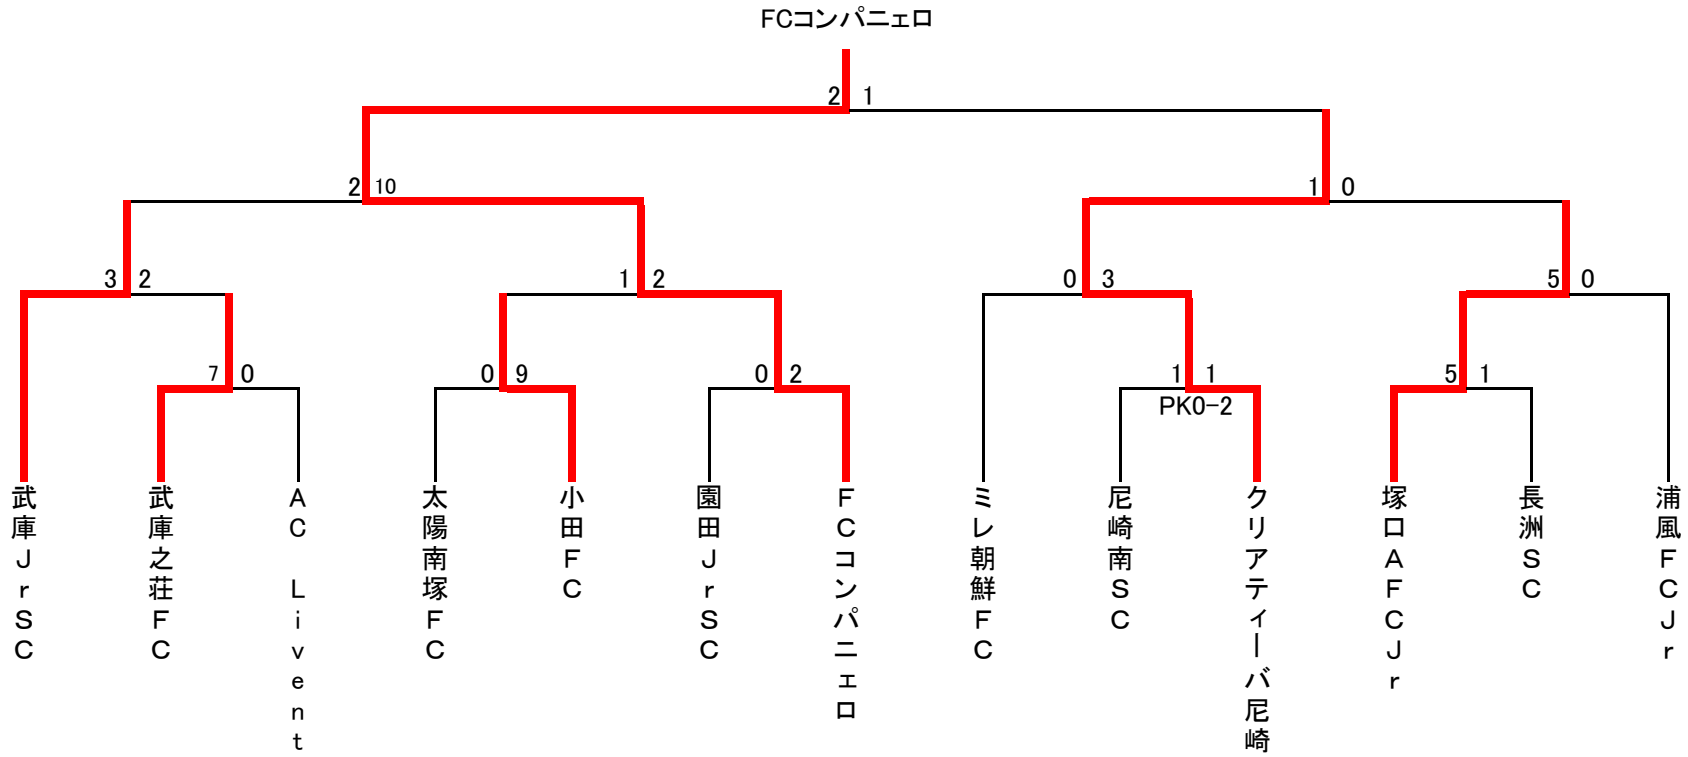 FCコンパニェロ
2 1
2 10
1 0
3 2
1 2
0 3
5 0
7 0
0 9
0 2
1 1
PK0-2
5 1
武庫JrSC
武庫之荘FC
AC Livent
太陽南塚FC
小田FC
園田JrSC
FCコンパニェロ
ミレ朝鮮FC
尼崎南SC
クリアティーバ尼崎
塚口AFCJr
長洲SC
浦風FCJr